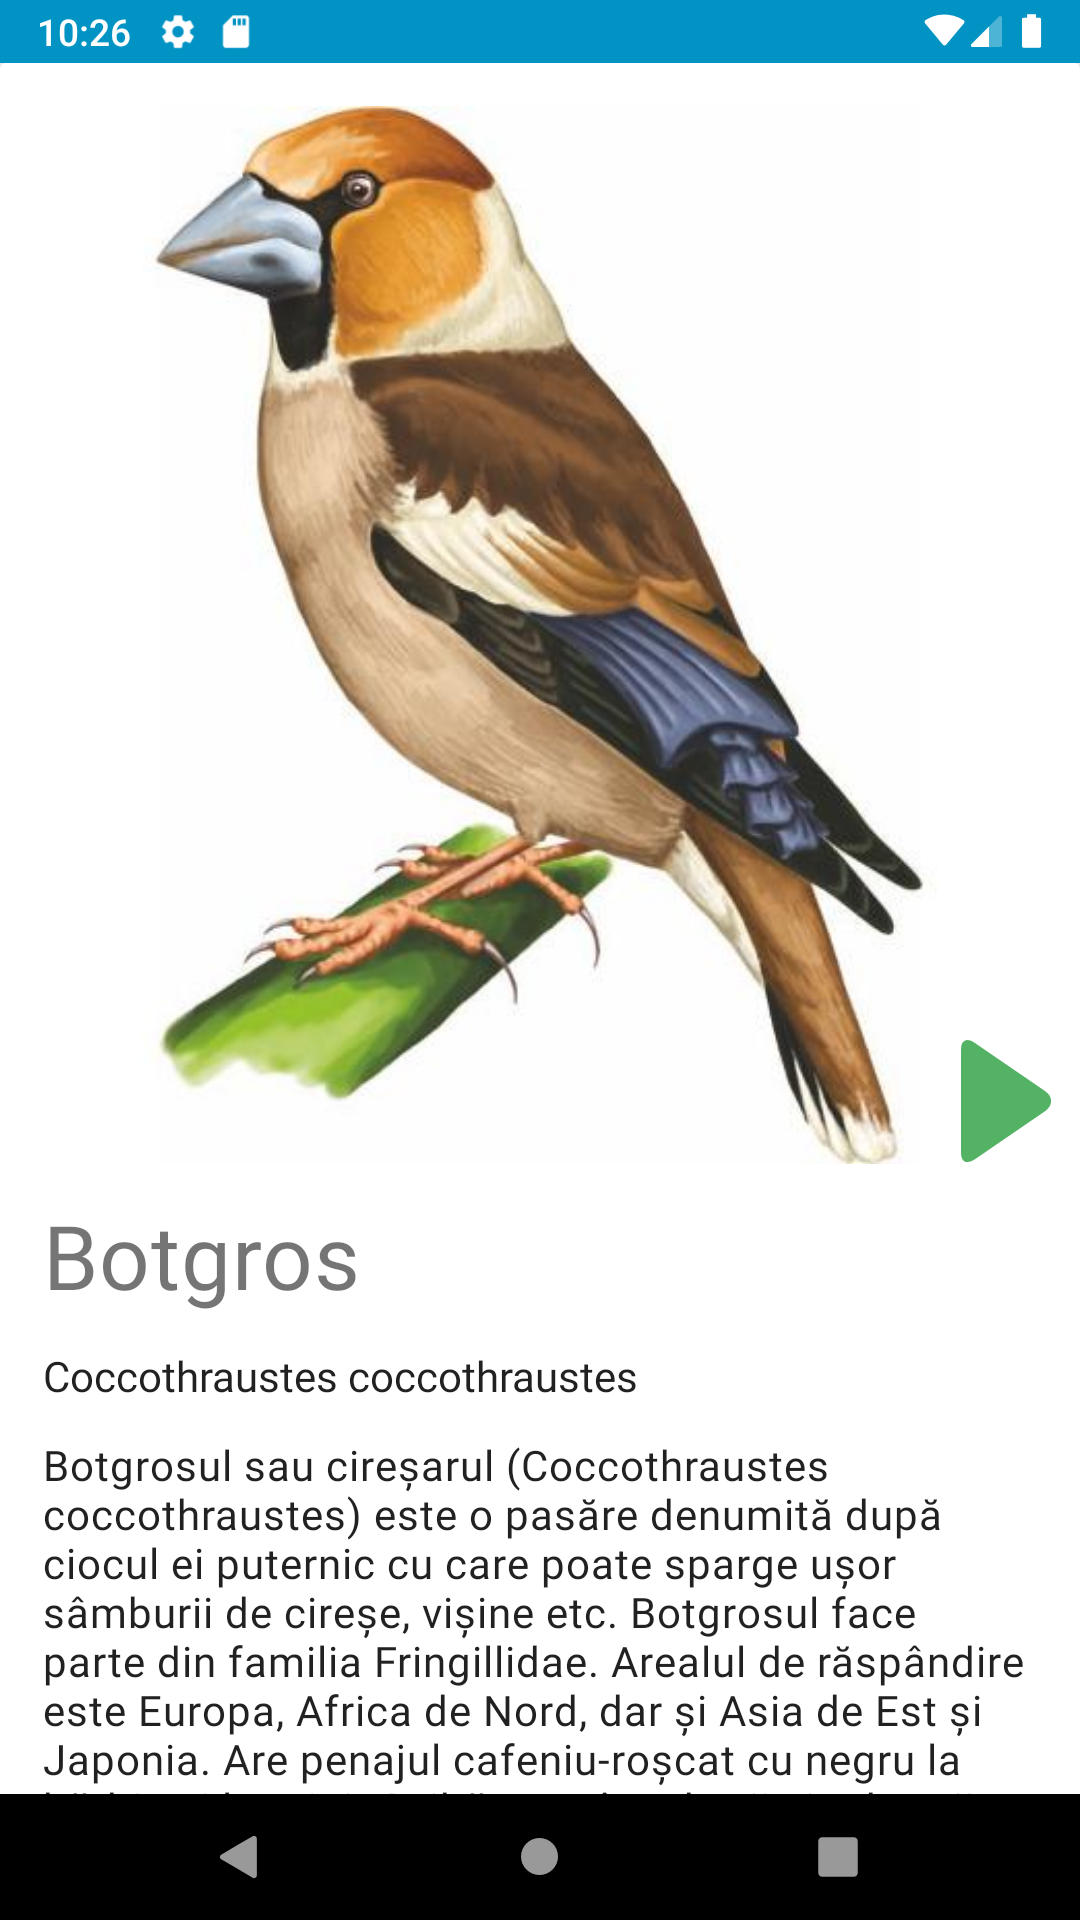 10:26
Botgros
Coccothraustes coccothraustes
Botgrosul sau cireșarul (Coccothraustes
coccothraustes) este o pasăre denumită după
ciocul ei puternic cu care poate sparge ușor
sâmburii de cireșe, vișine etc. Botgrosul face
parte din familia Fringillidae. Arealul de răspândire
este Europa, Africa de Nord, dar și Asia de Est și
Japonia. Are penajul cafeniu-roșcat cu negru la